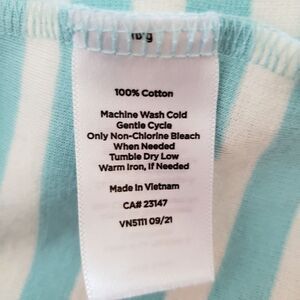 100% Cotton
Machine Wash Cold
Gentle Cycle
Only Non-Chlorine Bleach
When Needed
Tumble Dry Low
Warm Iron, If Needed
Made in Vietnam
CA# 23147
VN5111 09/21